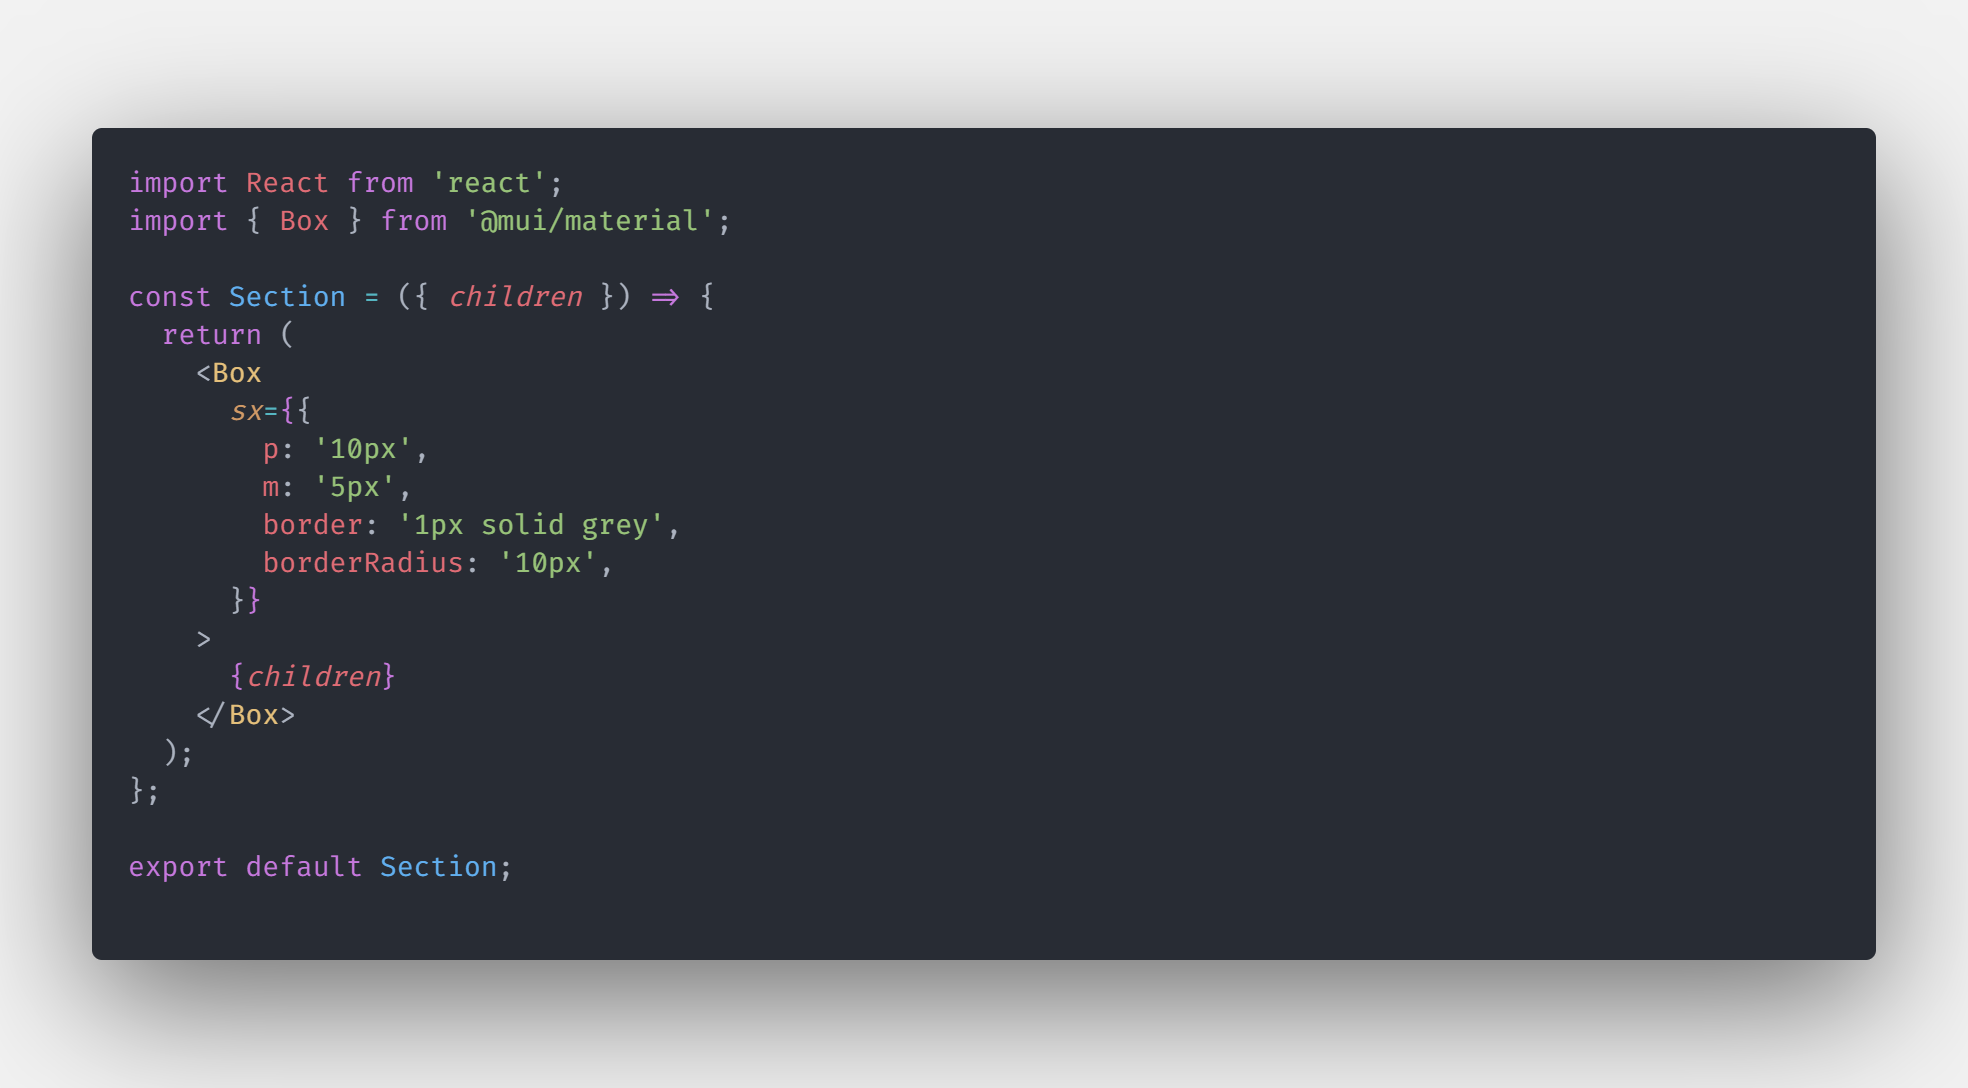 import React from 'react';
import { Box } from '@mui/material';

const Section = ({ children }) => {
  return (
    <Box
      sx={{
        p: '10px',
        m: '5px',
        border: '1px solid grey',
        borderRadius: '10px',
      }}
    >
      {children}
    </Box>
  );
};

export default Section;